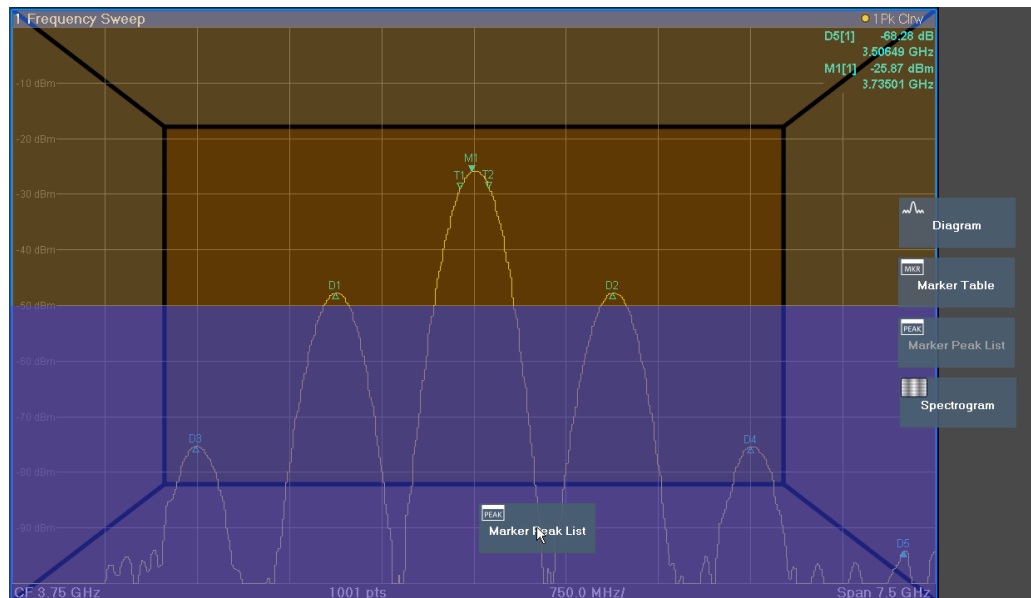 1 Frequency Sweep
1Pk Clrw
D5[1] -68.28 dB
3.50649 GHz
M1[1] -25.87 dBm
3.73501 GHz
-10 dBm
-20 dBm
M1
T1 T2
-30 dBm
-40 dBm
D1 D2
-50 dBm
-60 dBm
-70 dBm
D3 D4
-80 dBm
-90 dBm
D5
CF 3.75 GHz 1001 pts 750.0 MHz/ Span 7.5 GHz
Diagram
MKR
Marker Table
PEAK
Marker Peak List
Spectrogram
PEAK
Marker Peak List